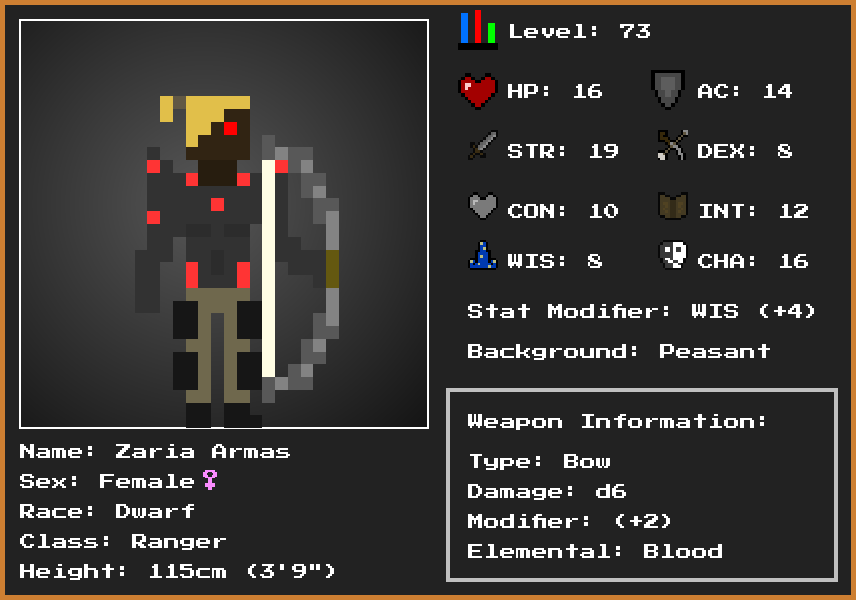 Level: 73
HP: 16
AC: 14
STR: 19
DEX: 8
CON: 10
INT: 12
WIS: 8
CHA: 16
Stat Modifier: WIS (+4)
Background: Peasant
Name: Zaria Armas
Sex: Female♀
Race: Dwarf
Class: Ranger
Height: 115cm (3'9")
Weapon Information:
Type: Bow
Damage: d6
Modifier: (+2)
Elemental: Blood